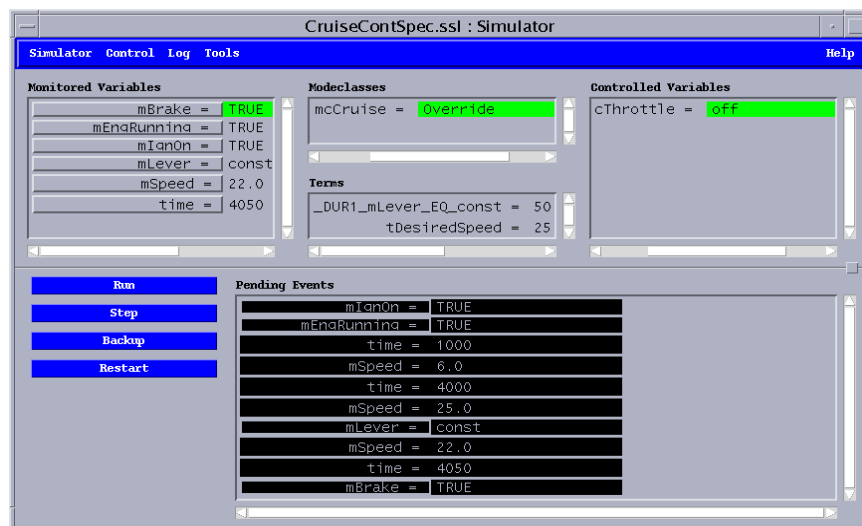 CruiseContSpec.ssl : Simulator
Simulator Control Log Tools Help
Monitored Variables
mBrake = TRUE
mEngRunning = TRUE
mIgnOn = TRUE
mLever = const
mSpeed = 22.0
time = 4050
Modeclasses
mcCruise = Override
Terms
_DUR1_mLever_EQ_const = 50
tDesiredSpeed = 25
Controlled Variables
cThrottle = off
Run
Step
Backup
Restart
Pending Events
mIgnOn = TRUE
mEngRunning = TRUE
time = 1000
mSpeed = 6.0
time = 4000
mSpeed = 25.0
mLever = const
mSpeed = 22.0
time = 4050
mBrake = TRUE